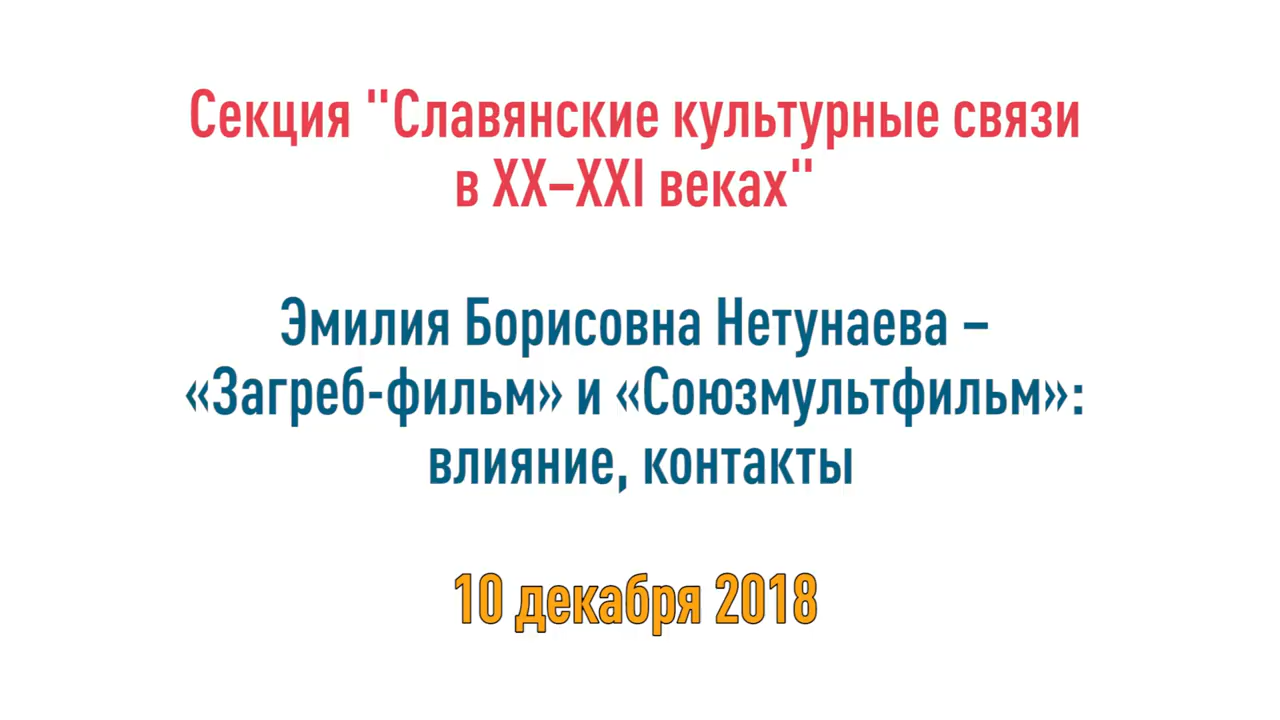 Секция "Славянские культурные связи
в XX–XXI веках"
Эмилия Борисовна Нетунаева –
«Загреб-фильм» и «Союзмультфильм»:
влияние, контакты
10 декабря 2018